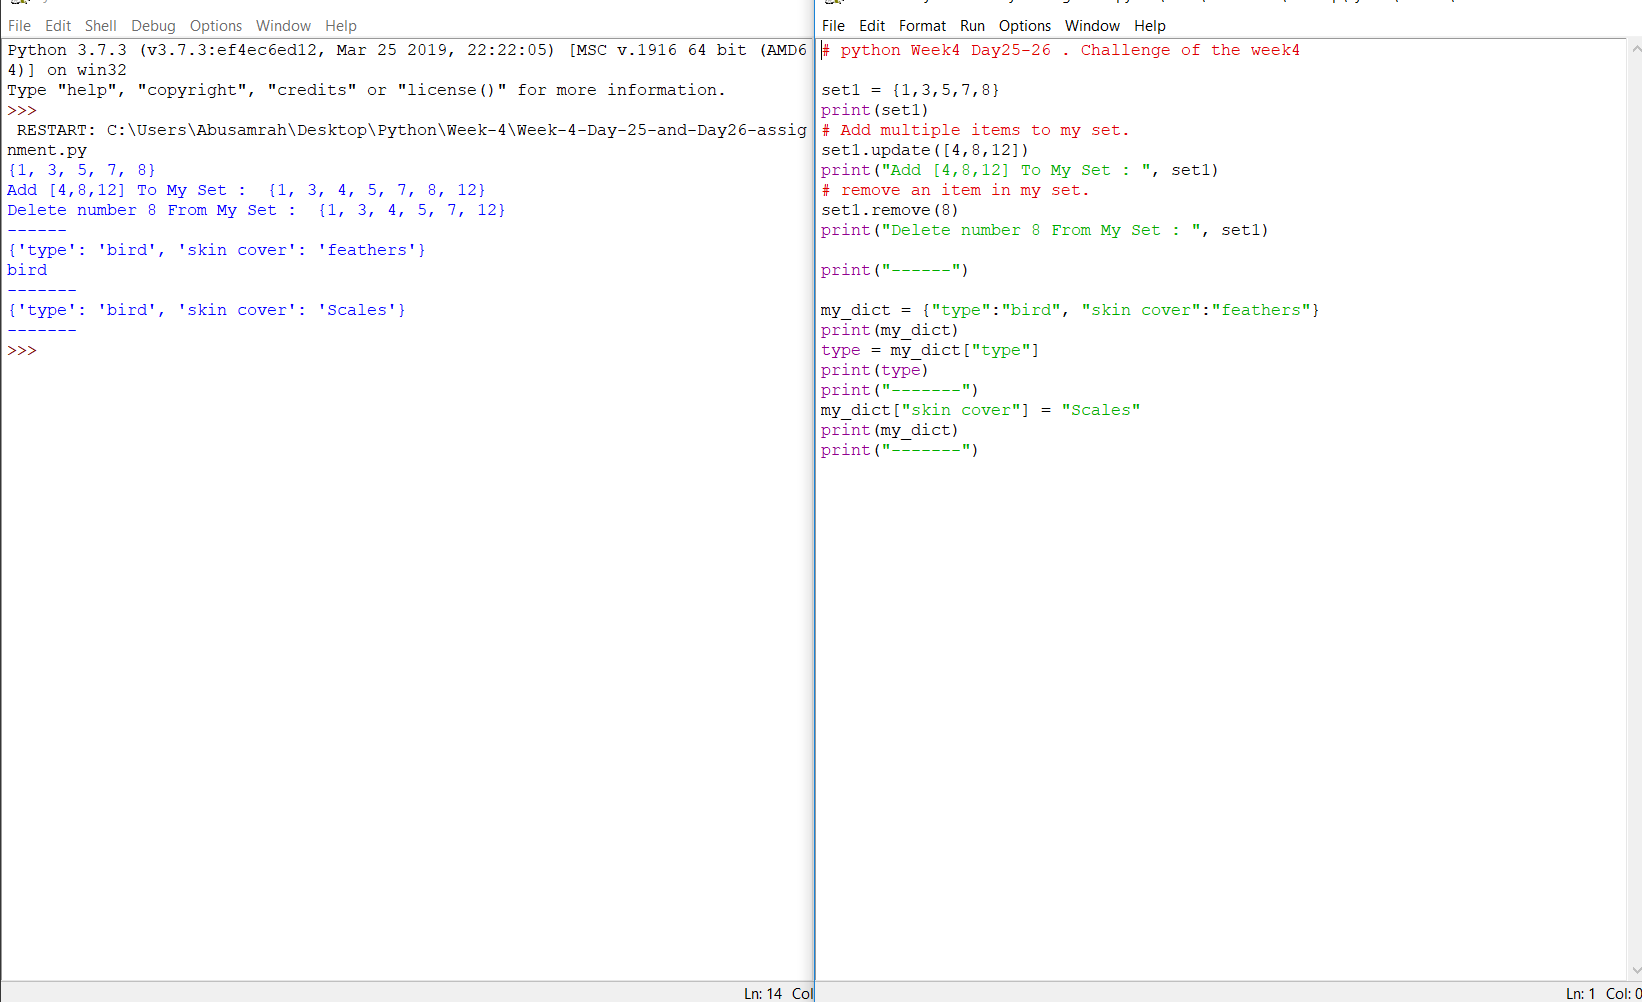 File Edit Shell Debug Options Window Help
Python 3.7.3 (v3.7.3:ef4ec6ed12, Mar 25 2019, 22:22:05) [MSC v.1916 64 bit (AMD6
4)] on win32
Type "help", "copyright", "credits" or "license()" for more information.
>>>
 RESTART: C:\Users\Abusamrah\Desktop\Python\Week-4\Week-4-Day-25-and-Day26-assig
nment.py
{1, 3, 5, 7, 8}
Add [4,8,12] To My Set :  {1, 3, 4, 5, 7, 8, 12}
Delete number 8 From My Set :  {1, 3, 4, 5, 7, 12}
------
{'type': 'bird', 'skin cover': 'feathers'}
bird
-------
{'type': 'bird', 'skin cover': 'Scales'}
-------
>>>
Ln: 14 Col
File Edit Format Run Options Window Help
# python Week4 Day25-26 . Challenge of the week4
set1 = {1,3,5,7,8}
print(set1)
# Add multiple items to my set.
set1.update([4,8,12])
print("Add [4,8,12] To My Set : ", set1)
# remove an item in my set.
set1.remove(8)
print("Delete number 8 From My Set : ", set1)
print("------")
my_dict = {"type":"bird", "skin cover":"feathers"}
print(my_dict)
type = my_dict["type"]
print(type)
print("-------")
my_dict["skin cover"] = "Scales"
print(my_dict)
print("-------")
Ln: 1 Col: 0